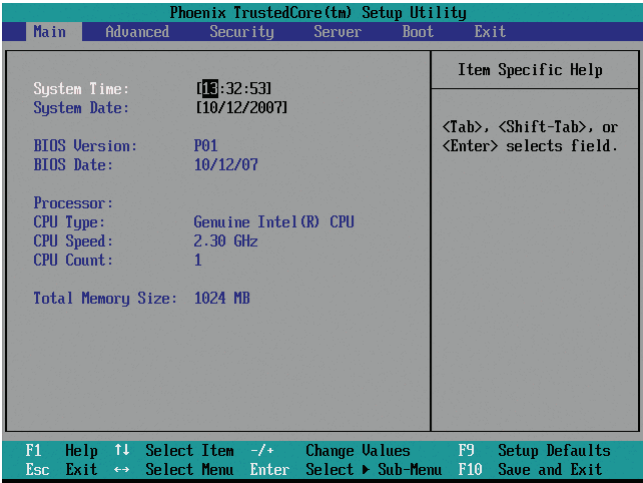 Phoenix TrustedCore(tm) Setup Utility
Main Advanced Security Server Boot Exit
Item Specific Help
System Time: [13:32:53]
System Date: [10/12/2007]
<Tab>, <Shift-Tab>, or
<Enter> selects field.
BIOS Version: P01
BIOS Date: 10/12/07
Processor:
CPU Type: Genuine Intel(R) CPU
CPU Speed: 2.30 GHz
CPU Count: 1
Total Memory Size: 1024 MB
F1 Help ↑↓ Select Item -/+ Change Values F9 Setup Defaults
Esc Exit ↔ Select Menu Enter Select ▶ Sub-Menu F10 Save and Exit